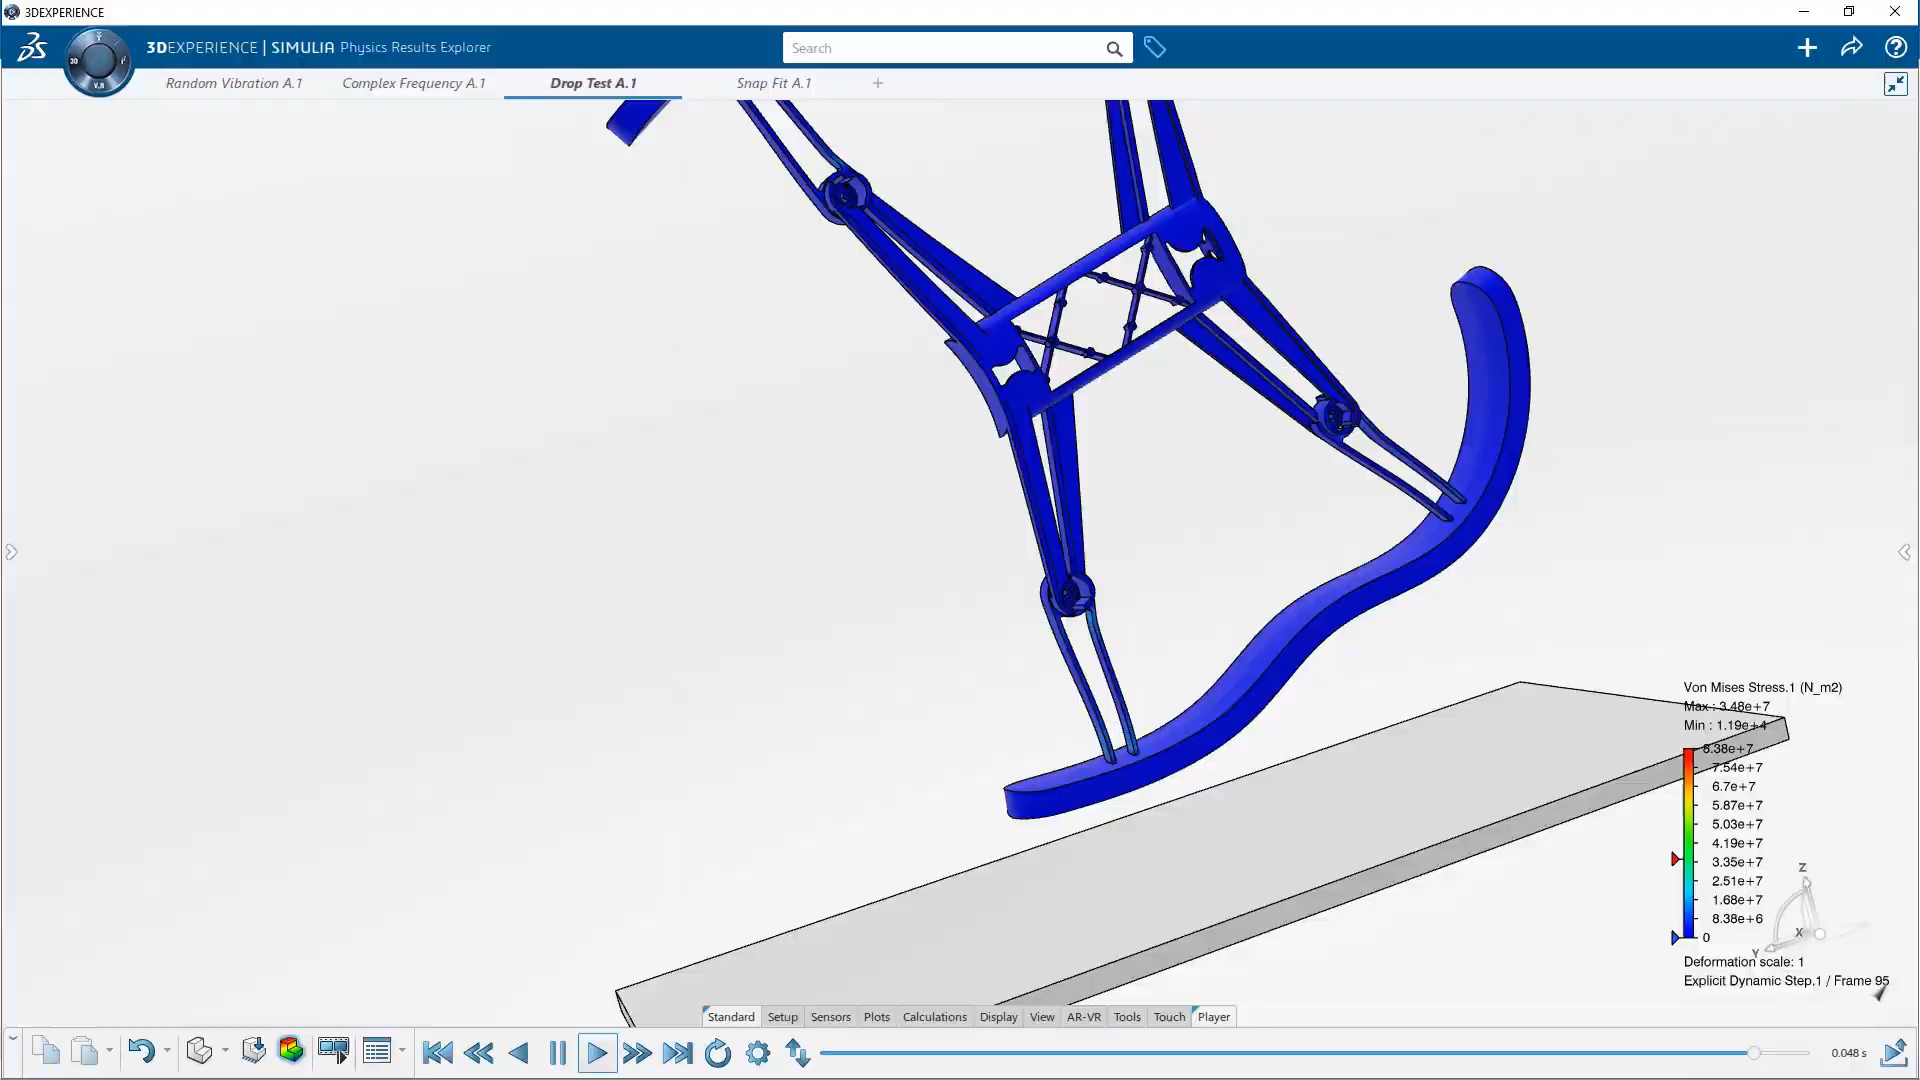 3DEXPERIENCE
3DEXPERIENCE | SIMULIA Physics Results Explorer
Search
Random Vibration A.1
Complex Frequency A.1
Drop Test A.1
Snap Fit A.1
Von Mises Stress.1 (N_m2)
Max : 3.48e+7
Min : 1.19e+4
8.38e+7
7.54e+7
6.7e+7
5.87e+7
5.03e+7
4.19e+7
3.35e+7
2.51e+7
1.68e+7
8.38e+6
0
Z
X
Y
Deformation scale: 1
Explicit Dynamic Step.1 / Frame 95
Standard
Setup
Sensors
Plots
Calculations
Display
View
AR-VR
Tools
Touch
Player
0.048 s